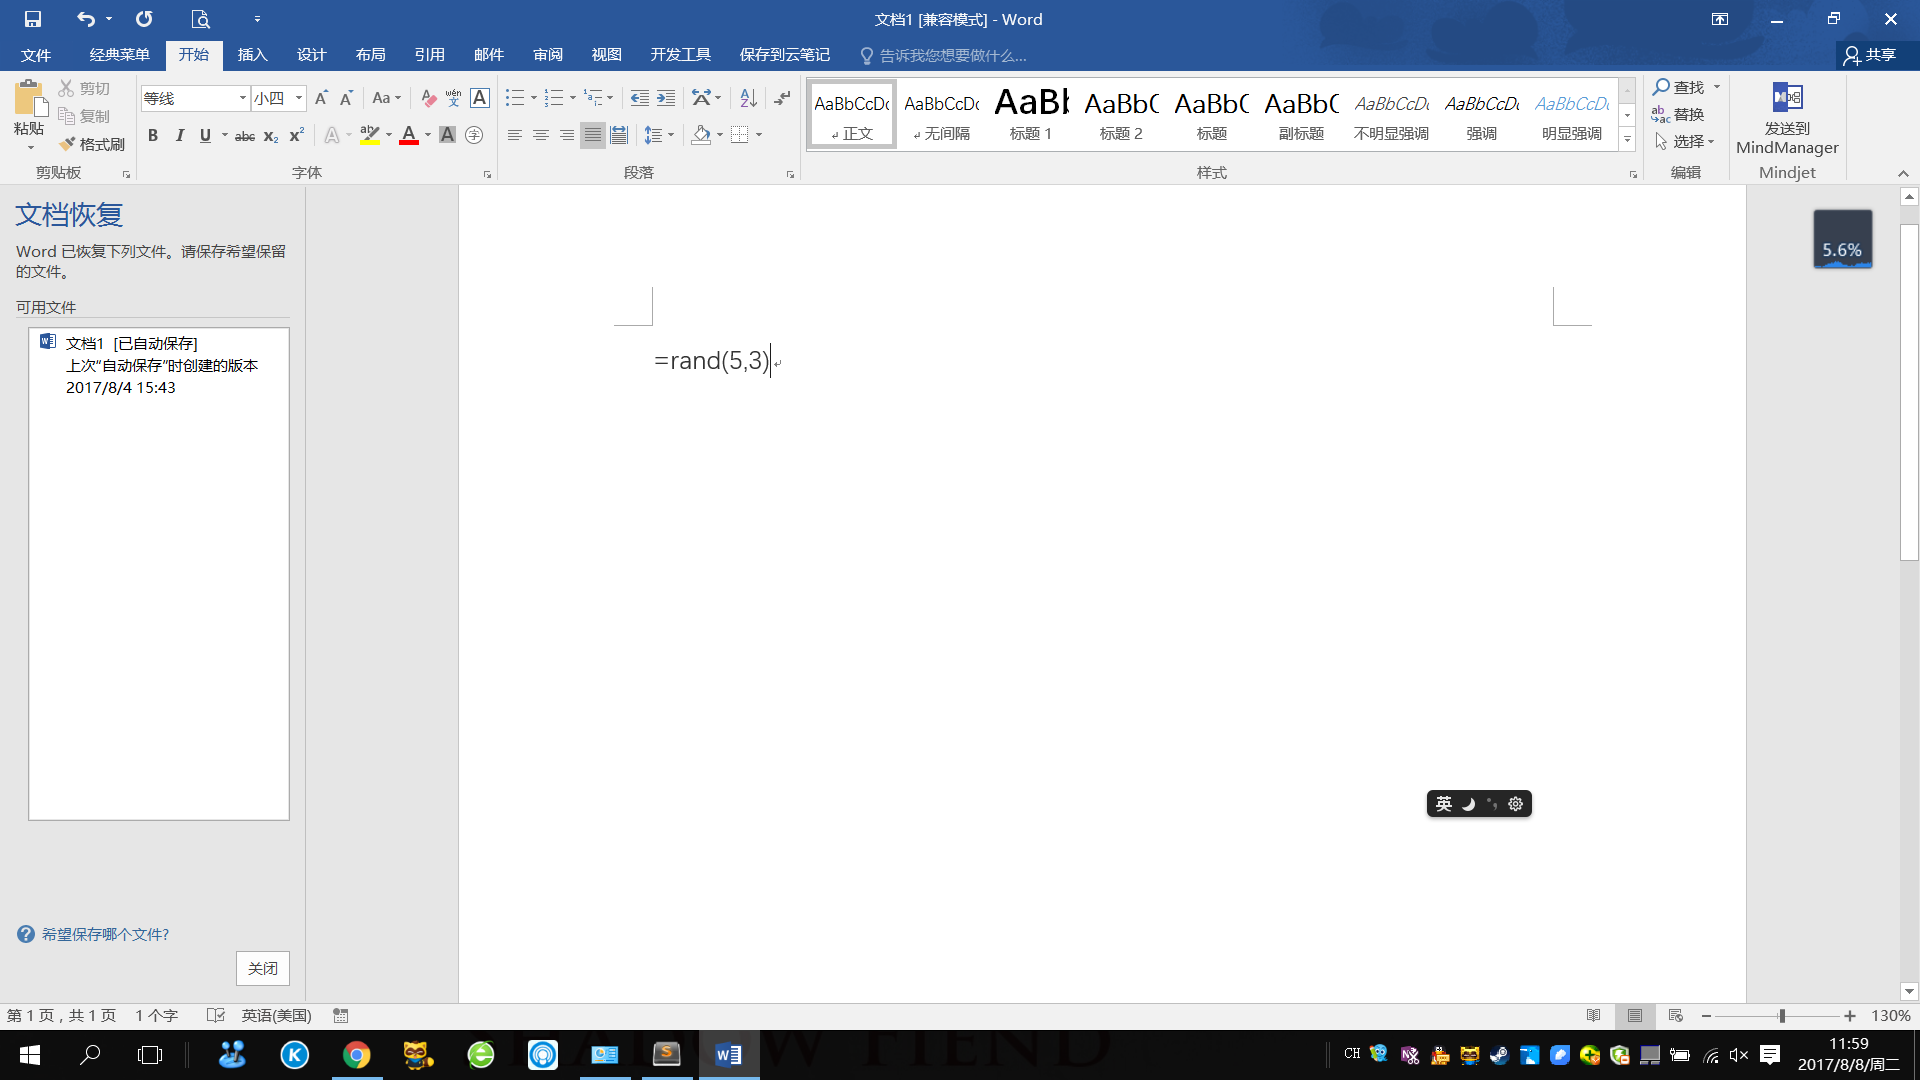 文档1 [兼容模式] - Word
文件 经典菜单 开始 插入 设计 布局 引用 邮件 审阅 视图 开发工具 保存到云笔记 告诉我您想要做什么... 共享
粘贴 剪切 复制 格式刷
等线 小四
AaBbCcDc AaBbCcDc AaBl AaBbC AaBbC AaBbC AaBbCcDc AaBbCcDc AaBbCcDc
正文 无间隔 标题 1 标题 2 标题 副标题 不明显强调 强调 明显强调
查找
替换
选择
发送到
MindManager
剪贴板 字体 段落 样式 编辑 Mindjet
文档恢复
Word 已恢复下列文件。请保存希望保留
的文件。
可用文件
文档1 [已自动保存]
上次“自动保存”时创建的版本
2017/8/4 15:43
=rand(5,3)
5.6%
英
希望保存哪个文件?
关闭
第 1 页，共 1 页 1 个字 英语(美国) 130%
CH
11:59
2017/8/8/周二